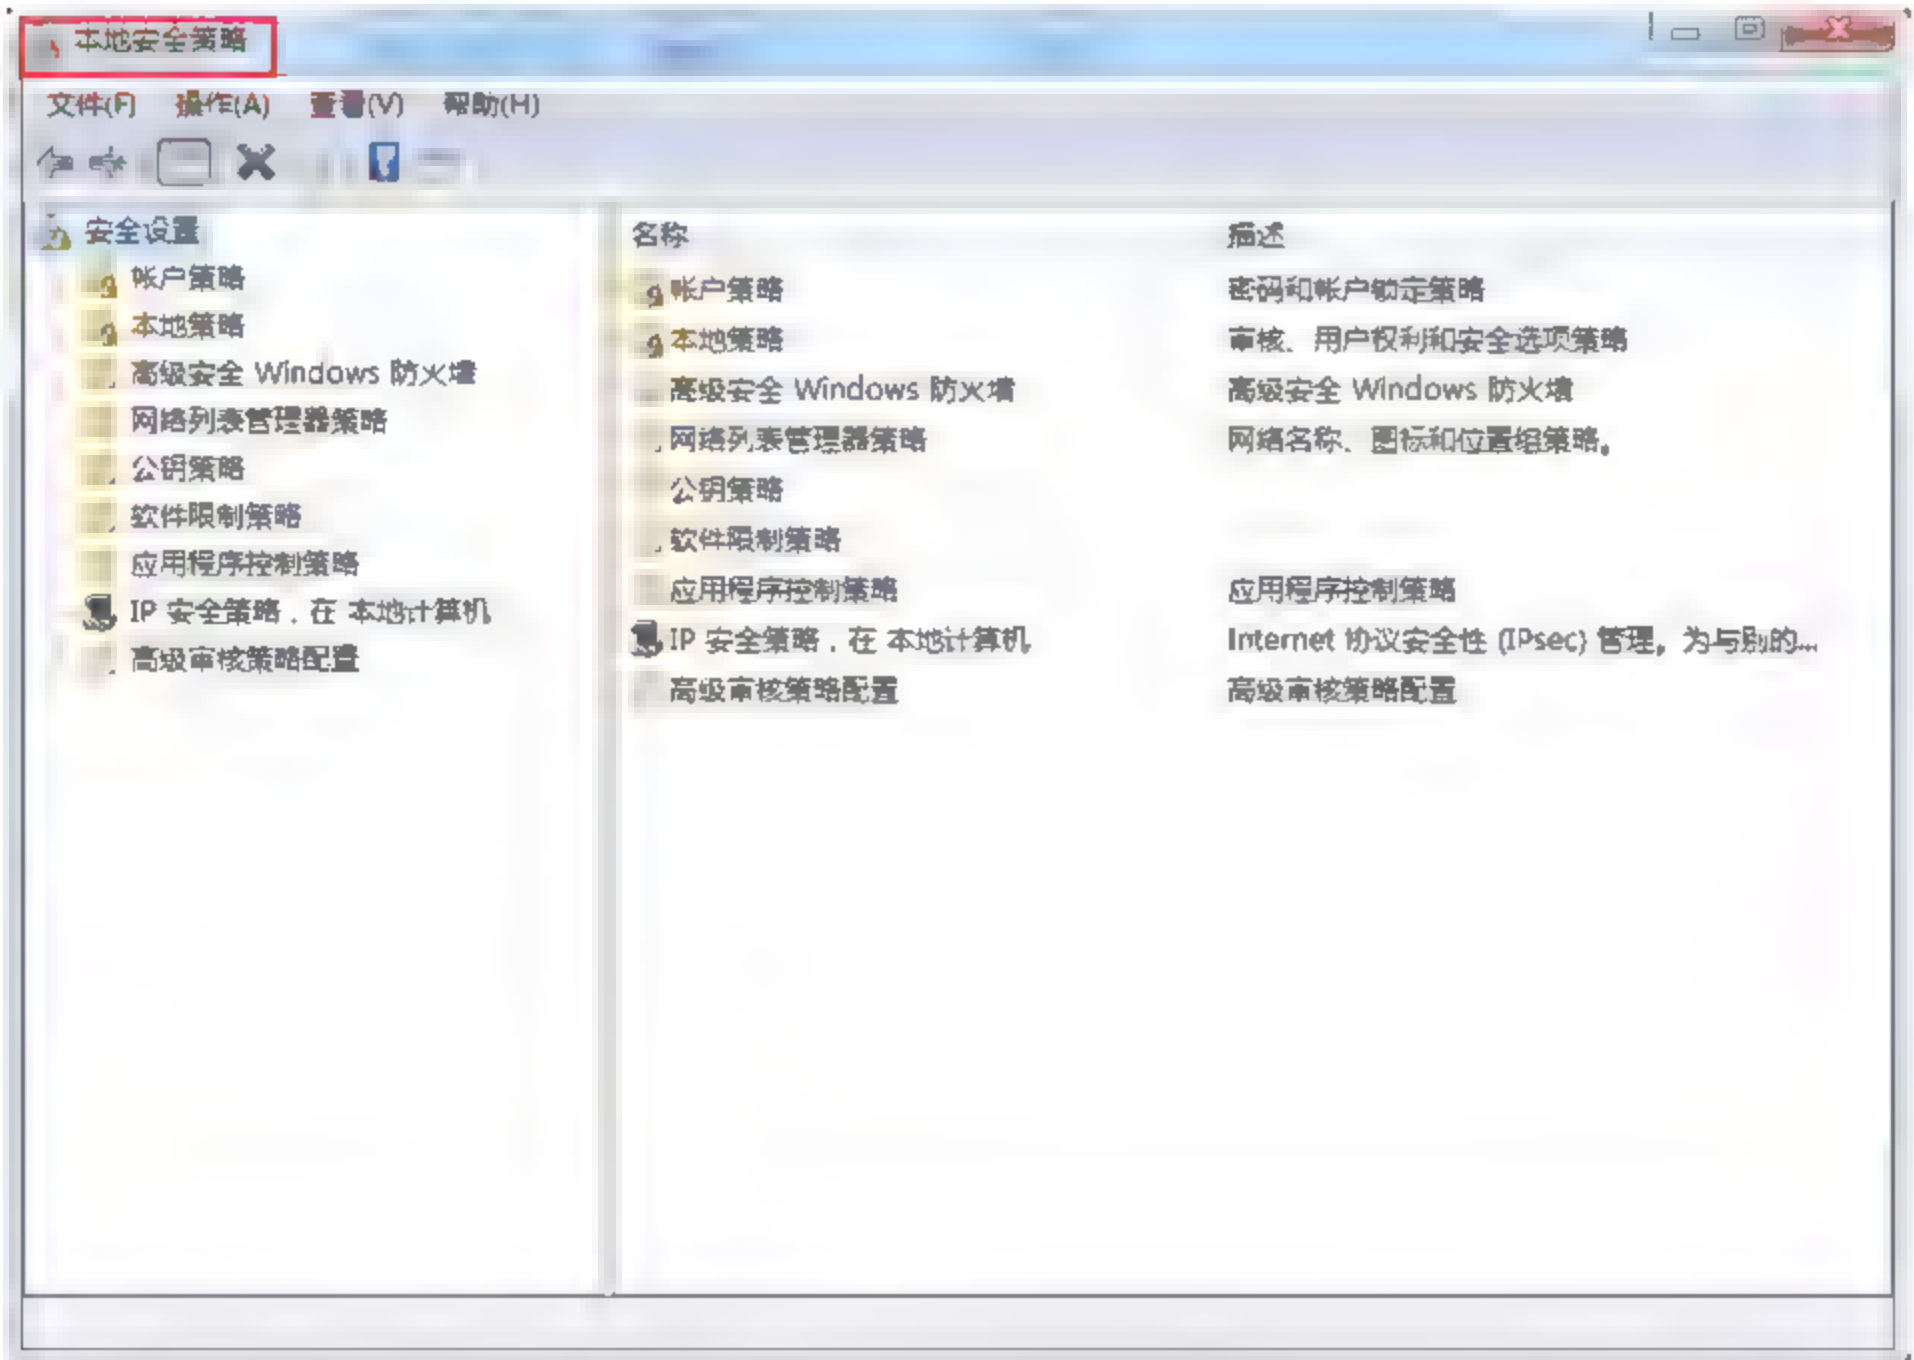 本地安全策略
文件(F) 操作(A) 查看(V) 帮助(H)
安全设置
帐户策略
本地策略
高级安全 Windows 防火墙
网络列表管理器策略
公钥策略
软件限制策略
应用程序控制策略
IP 安全策略，在 本地计算机
高级审核策略配置
名称 描述
帐户策略 密码和帐户锁定策略
本地策略 审核、用户权利和安全选项策略
高级安全 Windows 防火墙 高级安全 Windows 防火墙
网络列表管理器策略 网络名称、图标和位置组策略。
公钥策略
软件限制策略
应用程序控制策略 应用程序控制策略
IP 安全策略，在 本地计算机 Internet 协议安全性 (IPsec) 管理，为与别的...
高级审核策略配置 高级审核策略配置